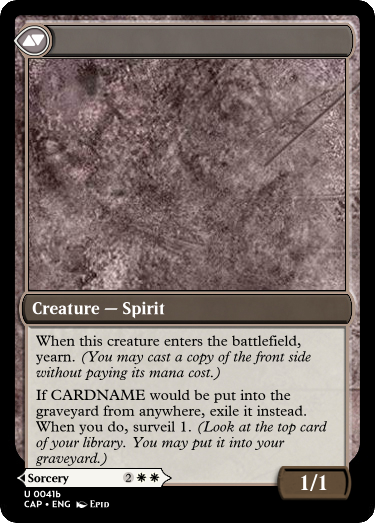 Creature — Spirit
When this creature enters the battlefield,
yearn. (You may cast a copy of the front side
without paying its mana cost.)
If CARDNAME would be put into the
graveyard from anywhere, exile it instead.
When you do, surveil 1. (Look at the top card
of your library. You may put it into your
graveyard.)
Sorcery 2
1/1
U 0041b
CAP • ENG Epid